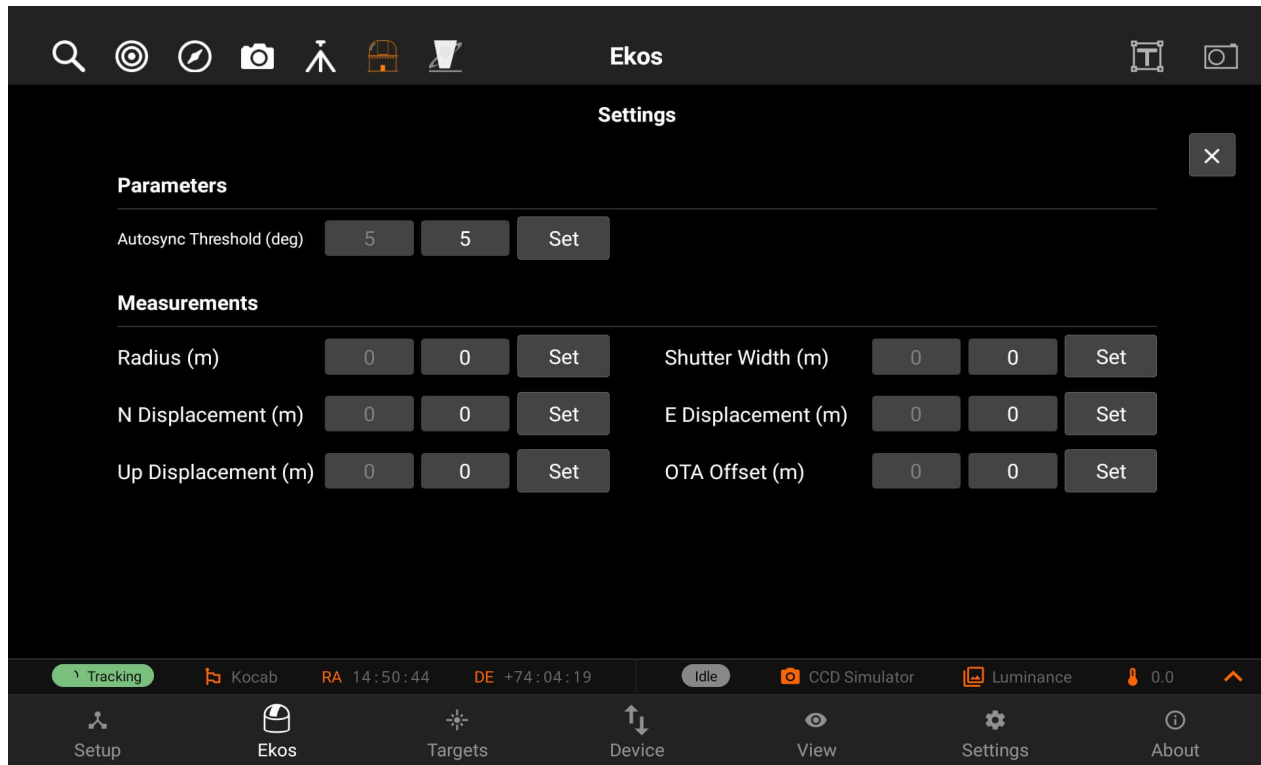 Ekos
T
Settings
Parameters
Autosync Threshold (deg) 5 5 Set
Measurements
Radius (m) 0 0 Set Shutter Width (m) 0 0 Set
N Displacement (m) 0 0 Set E Displacement (m) 0 0 Set
Up Displacement (m) 0 0 Set OTA Offset (m) 0 0 Set
Tracking Kocab RA 14:50:44 DE +74:04:19 Idle CCD Simulator Luminance 0.0
Setup Ekos Targets Device View Settings About